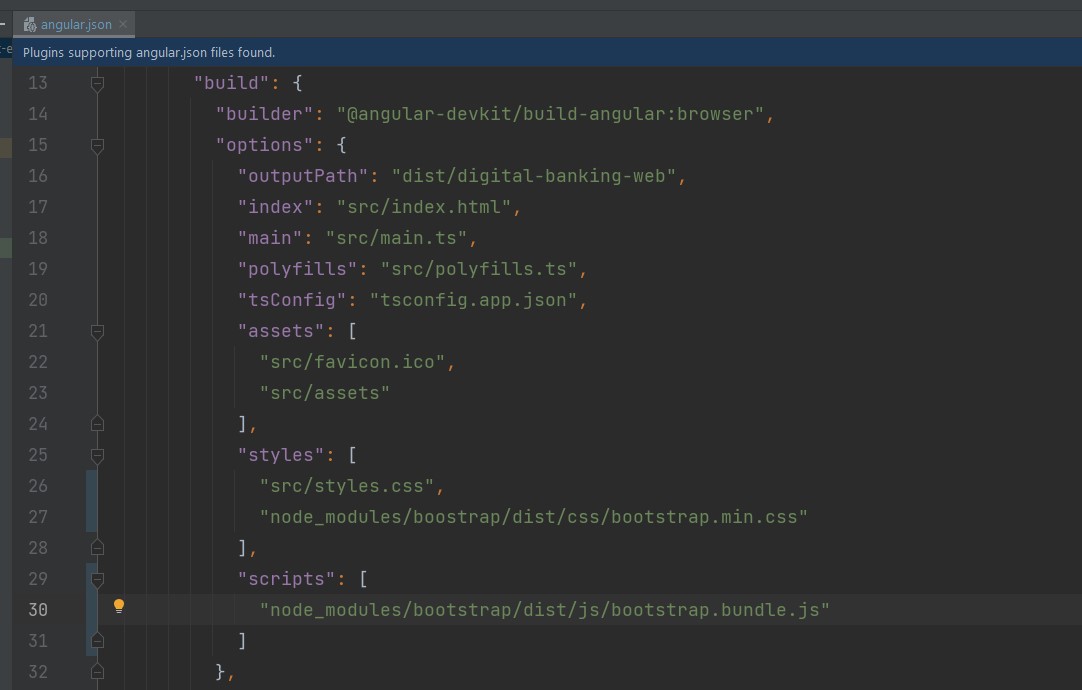 angular.json
Plugins supporting angular.json files found.
13 "build": {
14 "builder": "@angular-devkit/build-angular:browser",
15 "options": {
16 "outputPath": "dist/digital-banking-web",
17 "index": "src/index.html",
18 "main": "src/main.ts",
19 "polyfills": "src/polyfills.ts",
20 "tsConfig": "tsconfig.app.json",
21 "assets": [
22 "src/favicon.ico",
23 "src/assets"
24 ],
25 "styles": [
26 "src/styles.css",
27 "node_modules/boostrap/dist/css/bootstrap.min.css"
28 ],
29 "scripts": [
30 "node_modules/bootstrap/dist/js/bootstrap.bundle.js"
31 ]
32 },